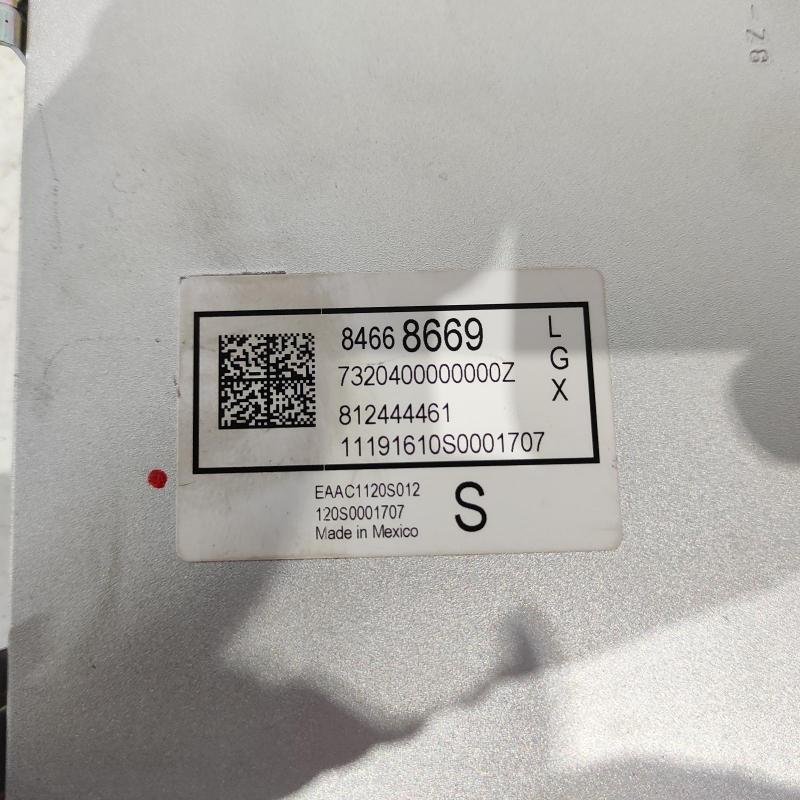 8466 8669
7320400000000Z
812444461
11191610S0001707
L
G
X
EAAC1120S012
120S0001707
Made in Mexico
S